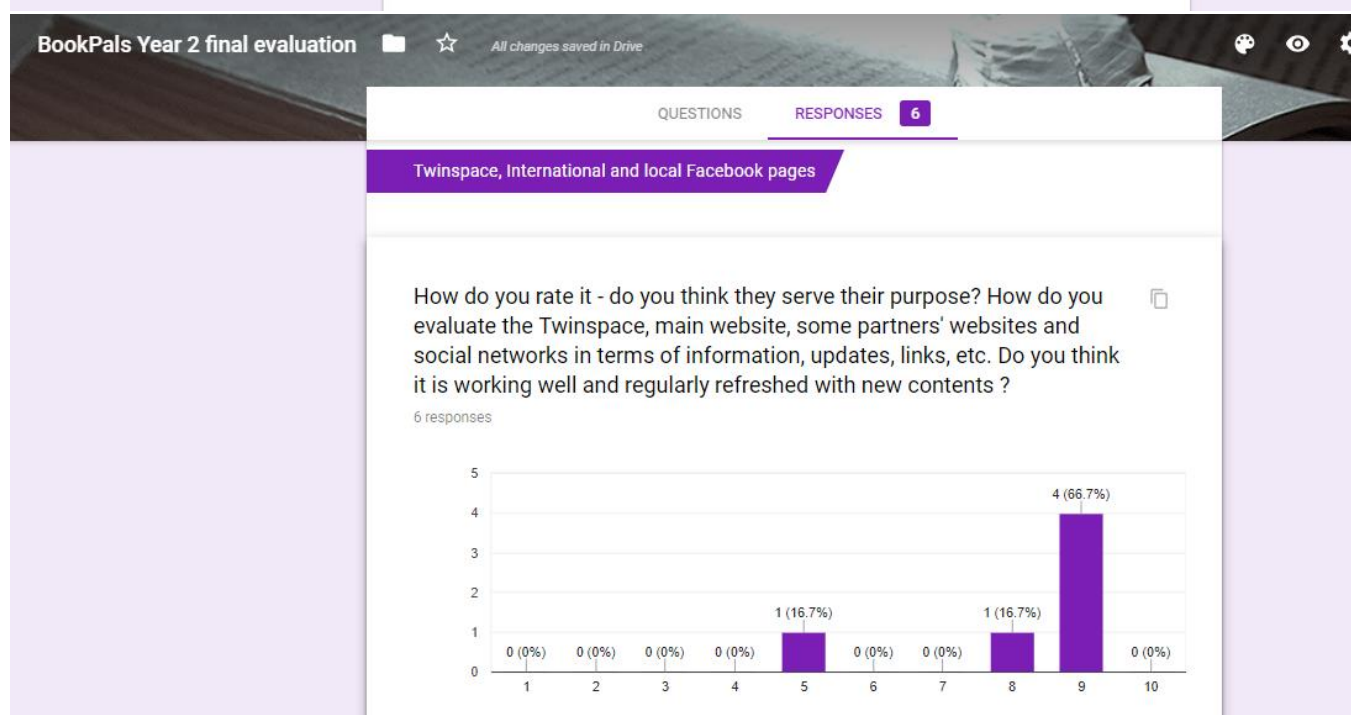 BookPals Year 2 final evaluation
All changes saved in Drive
QUESTIONS
RESPONSES 6
Twinspace, International and local Facebook pages
How do you rate it - do you think they serve their purpose? How do you
evaluate the Twinspace, main website, some partners' websites and
social networks in terms of information, updates, links, etc. Do you think
it is working well and regularly refreshed with new contents ?
6 responses
5
4
3
2
1
0
0 (0%) 0 (0%) 0 (0%) 0 (0%) 1 (16.7%) 0 (0%) 0 (0%) 1 (16.7%) 4 (66.7%) 0 (0%)
1 2 3 4 5 6 7 8 9 10